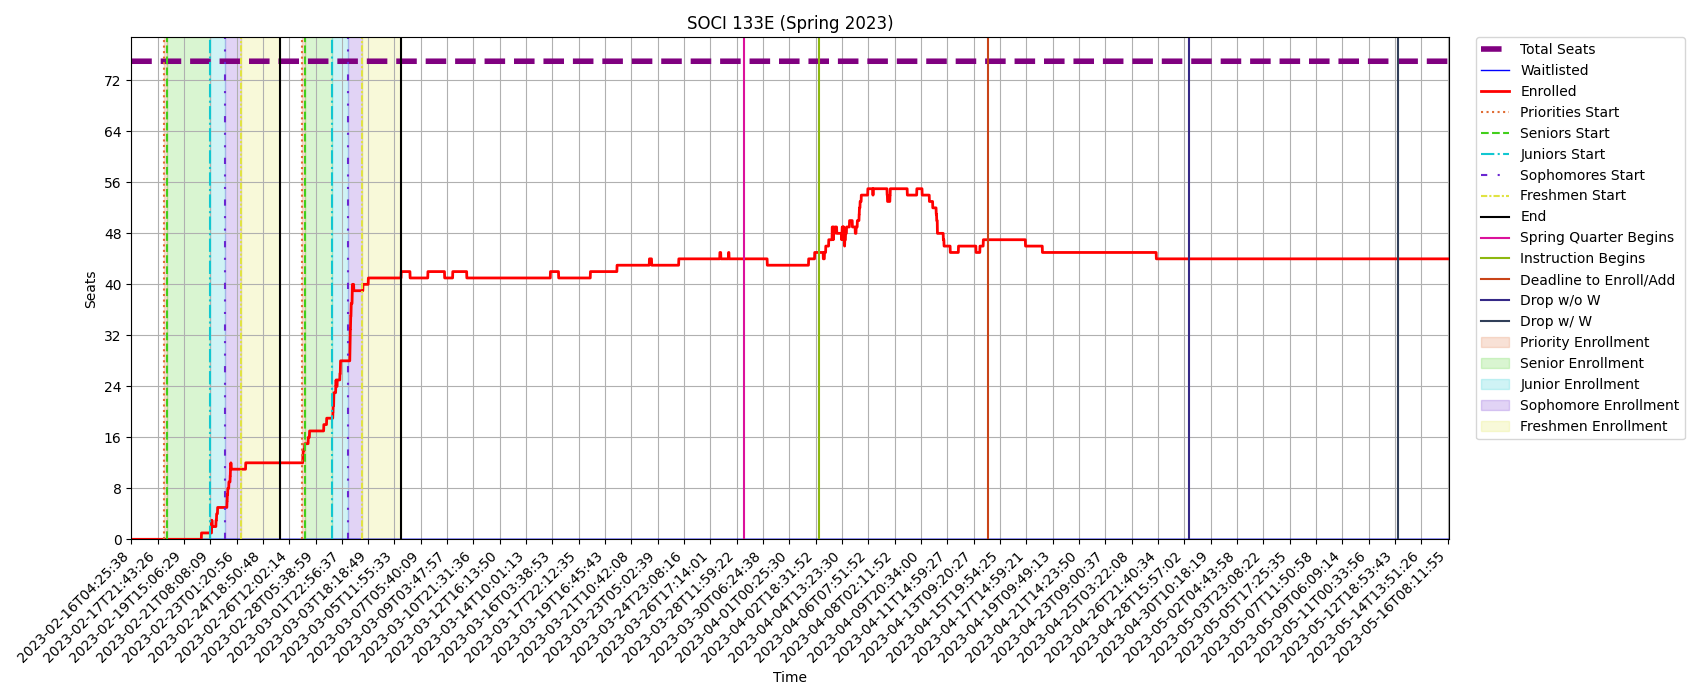 SOCI 133E (Spring 2023)
Seats
72
64
56
48
40
32
24
16
8
0
2023-02-16T04:25:38
2023-02-17T21:43:26
2023-02-19T15:06:29
2023-02-21T08:08:09
2023-02-23T01:20:56
2023-02-24T18:50:48
2023-02-26T12:02:14
2023-02-28T05:38:59
2023-03-01T22:56:37
2023-03-03T18:18:49
2023-03-05T11:55:33
2023-03-07T05:40:09
2023-03-09T03:47:57
2023-03-10T21:31:36
2023-03-12T16:13:50
2023-03-14T10:01:13
2023-03-16T03:38:53
2023-03-17T22:12:35
2023-03-19T16:45:43
2023-03-21T10:42:08
2023-03-23T05:02:39
2023-03-24T23:08:16
2023-03-26T17:14:01
2023-03-28T11:59:22
2023-03-30T06:24:38
2023-04-01T00:25:30
2023-04-02T18:31:52
2023-04-04T13:23:30
2023-04-06T07:51:52
2023-04-08T02:11:52
2023-04-09T20:34:00
2023-04-11T14:59:27
2023-04-13T09:20:27
2023-04-15T19:54:25
2023-04-17T14:59:21
2023-04-19T09:49:13
2023-04-21T14:23:50
2023-04-23T09:00:37
2023-04-25T03:22:08
2023-04-26T21:40:34
2023-04-28T15:57:02
2023-04-30T10:18:19
2023-05-02T04:43:58
2023-05-03T23:08:22
2023-05-05T17:25:35
2023-05-07T11:50:58
2023-05-09T06:09:14
2023-05-11T00:33:56
2023-05-12T18:53:43
2023-05-14T13:51:26
2023-05-16T08:11:55
Time
Total Seats
Waitlisted
Enrolled
Priorities Start
Seniors Start
Juniors Start
Sophomores Start
Freshmen Start
End
Spring Quarter Begins
Instruction Begins
Deadline to Enroll/Add
Drop w/o W
Drop w/ W
Priority Enrollment
Senior Enrollment
Junior Enrollment
Sophomore Enrollment
Freshmen Enrollment